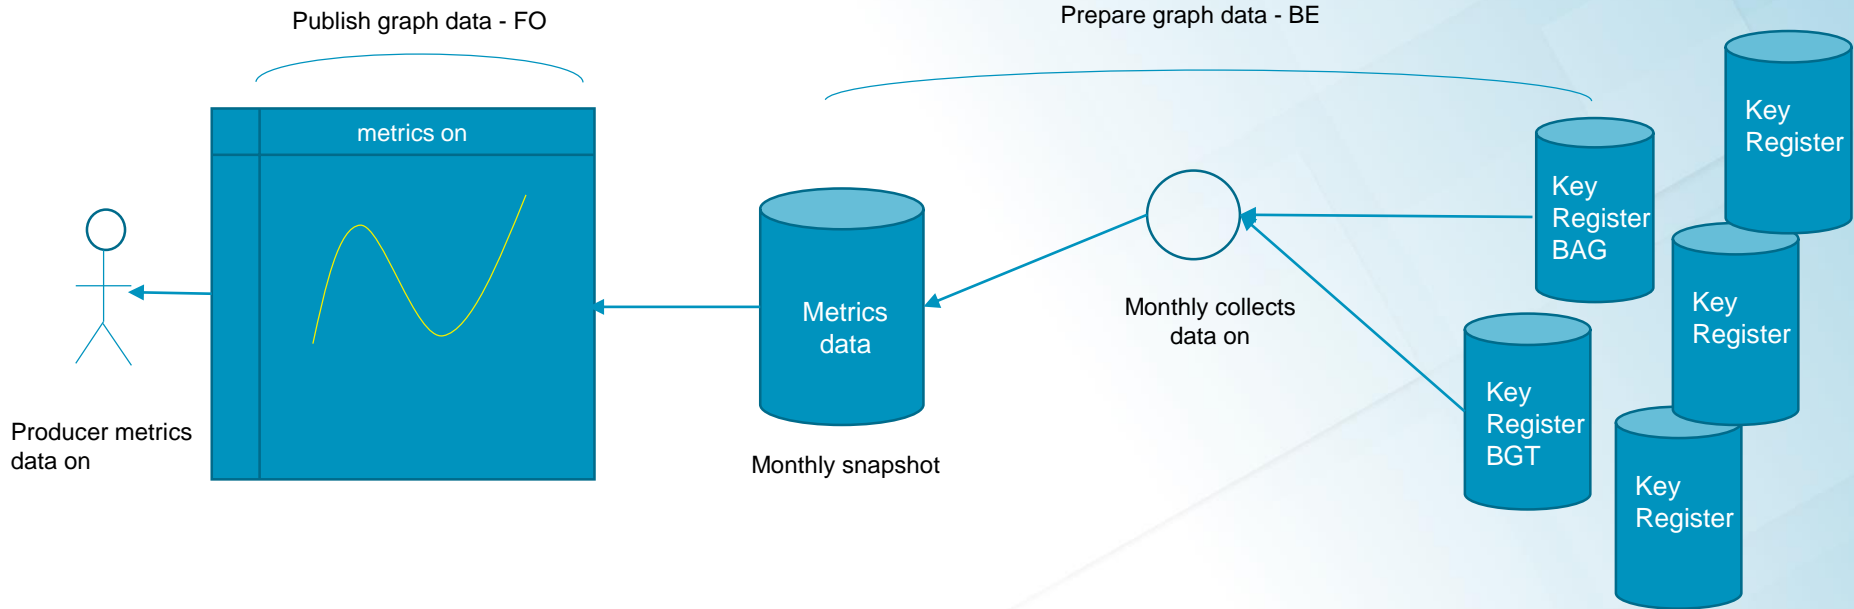 Publish graph data - FO
Prepare graph data - BE
metrics on
Producer metrics
data on
Metrics
data
Monthly snapshot
Monthly collects
data on
Key
Register
BAG
Key
Register
BGT
Key
Register
Key
Register
Key
Register